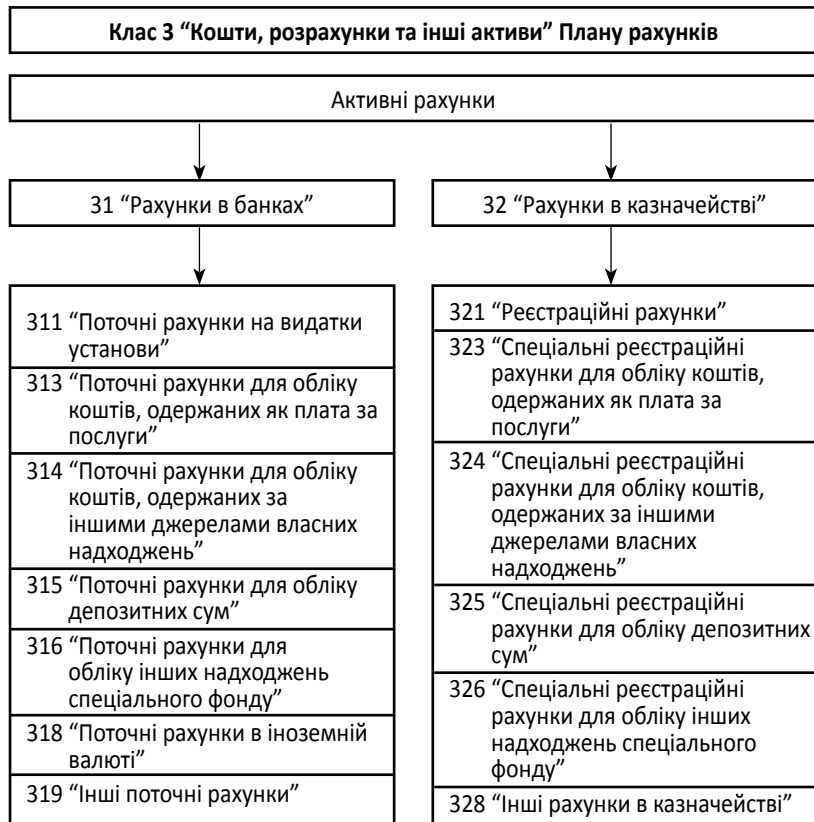 Клас 3 “Кошти, розрахунки та інші активи” Плану рахунків
Активні рахунки
31 “Рахунки в банках”
311 “Поточні рахунки на видатки
установи”
313 “Поточні рахунки для обліку
коштів, одержаних як плата за
послуги”
314 “Поточні рахунки для обліку
коштів, одержаних за
іншими джерелами власних
надходжень”
315 “Поточні рахунки для обліку
депозитних сум”
316 “Поточні рахунки для
обліку інших надходжень
спеціального фонду”
318 “Поточні рахунки в іноземній
валюті”
319 “Інші поточні рахунки”
32 “Рахунки в казначействі”
321 “Реєстраційні рахунки”
323 “Спеціальні реєстраційні
рахунки для обліку коштів,
одержаних як плата за
послуги”
324 “Спеціальні реєстраційні
рахунки для обліку коштів,
одержаних за іншими
джерелами власних
надходжень”
325 “Спеціальні реєстраційні
рахунки для обліку депозитних
сум”
326 “Спеціальні реєстраційні
рахунки для обліку інших
надходжень спеціального
фонду”
328 “Інші рахунки в казначействі”